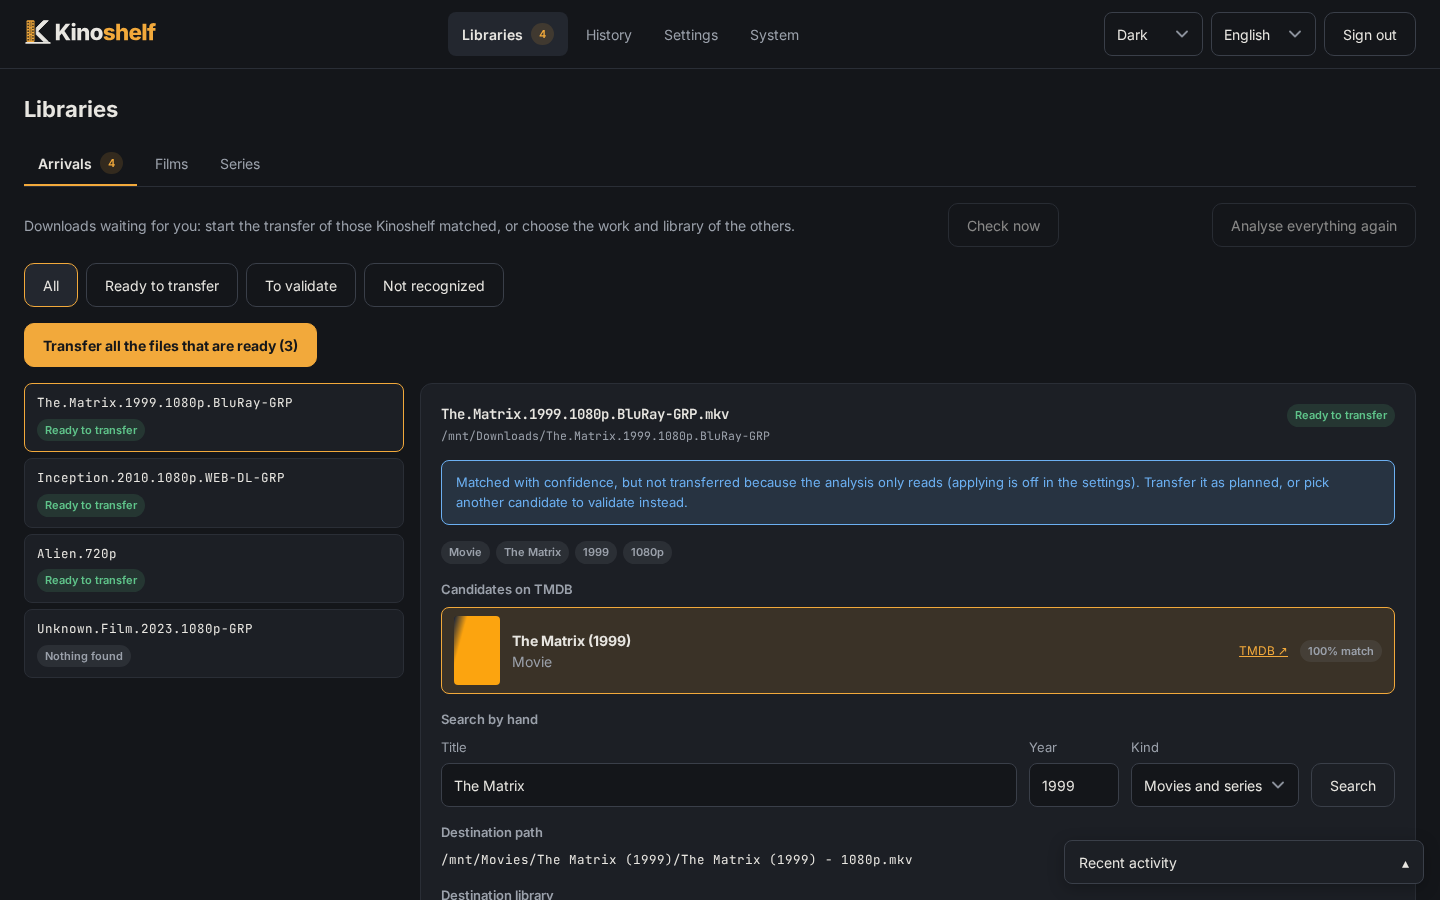 Kinoshelf
Libraries 4
History
Settings
System
Dark
English
Sign out
Libraries
Arrivals 4
Films
Series
Downloads waiting for you: start the transfer of those Kinoshelf matched, or choose the work and library of the others.
Check now
Analyse everything again
All
Ready to transfer
To validate
Not recognized
Transfer all the files that are ready (3)
The.Matrix.1999.1080p.BluRay-GRP
Ready to transfer
Inception.2010.1080p.WEB-DL-GRP
Ready to transfer
Alien.720p
Ready to transfer
Unknown.Film.2023.1080p-GRP
Nothing found
The.Matrix.1999.1080p.BluRay-GRP.mkv
Ready to transfer
/mnt/Downloads/The.Matrix.1999.1080p.BluRay-GRP
Matched with confidence, but not transferred because the analysis only reads (applying is off in the settings). Transfer it as planned, or pick
another candidate to validate instead.
Movie
The Matrix
1999
1080p
Candidates on TMDB
The Matrix (1999)
Movie
TMDB ↗
100% match
Search by hand
Title
Year
Kind
The Matrix
1999
Movies and series
Search
Destination path
/mnt/Movies/The Matrix (1999)/The Matrix (1999) - 1080p.mkv
Destination library
Recent activity ▴